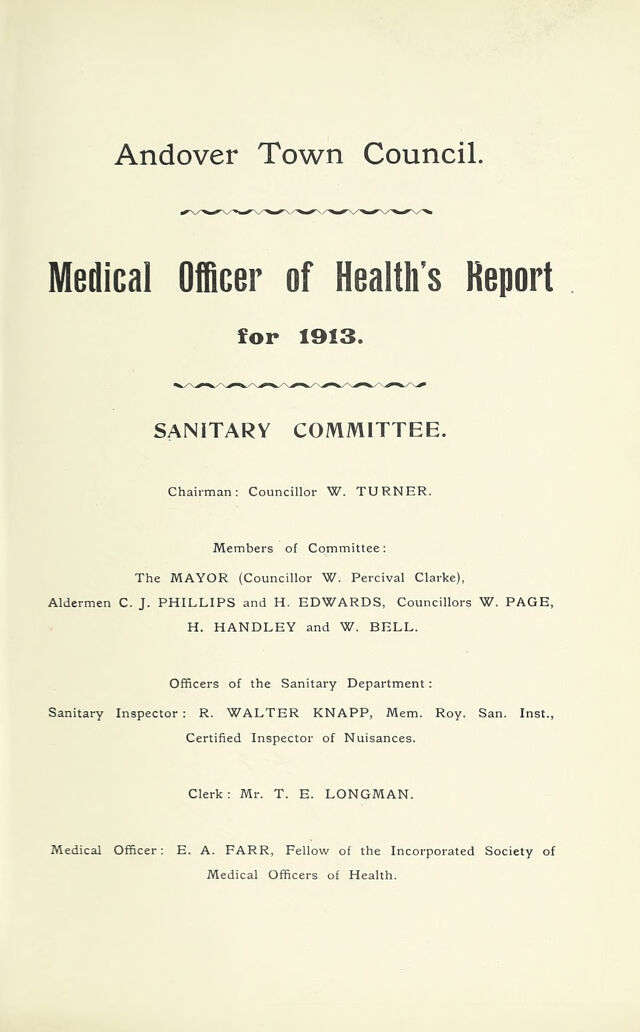 Andover Town Council.
Medical Officer of Health's Report
for 1913.
SANITARY COMMITTEE.
Chairman: Councillor W. TURNER.
Members of Committee:
The MAYOR (Councillor W. Percival Clarke),
Aldermen C. J. PHILLIPS and H. EDWARDS, Councillors W. PAGE,
H. HANDLEY and W. BELL.
Officers of the Sanitary Department:
Sanitary Inspector: R. WALTER KNAPP, Mem. Roy. San. Inst.,
Certified Inspector of Nuisances.
Clerk: Mr. T. E. LONGMAN.
Medical Officer: E. A. FARR, Fellow of the Incorporated Society of
Medical Officers of Health.